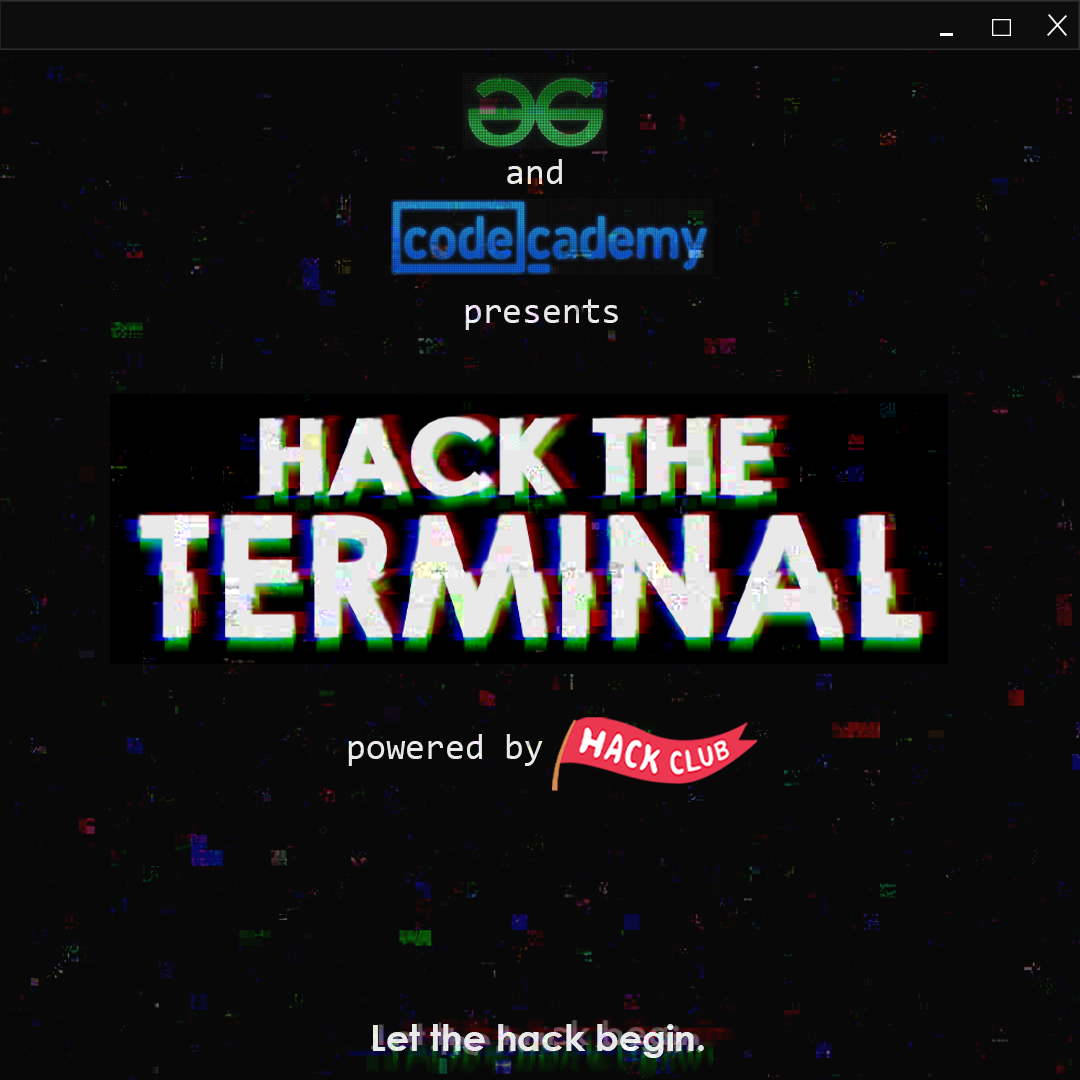 and
codecademy
presents
HACK THE
TERMINAL
powered by HACK CLUB
Let the hack begin.